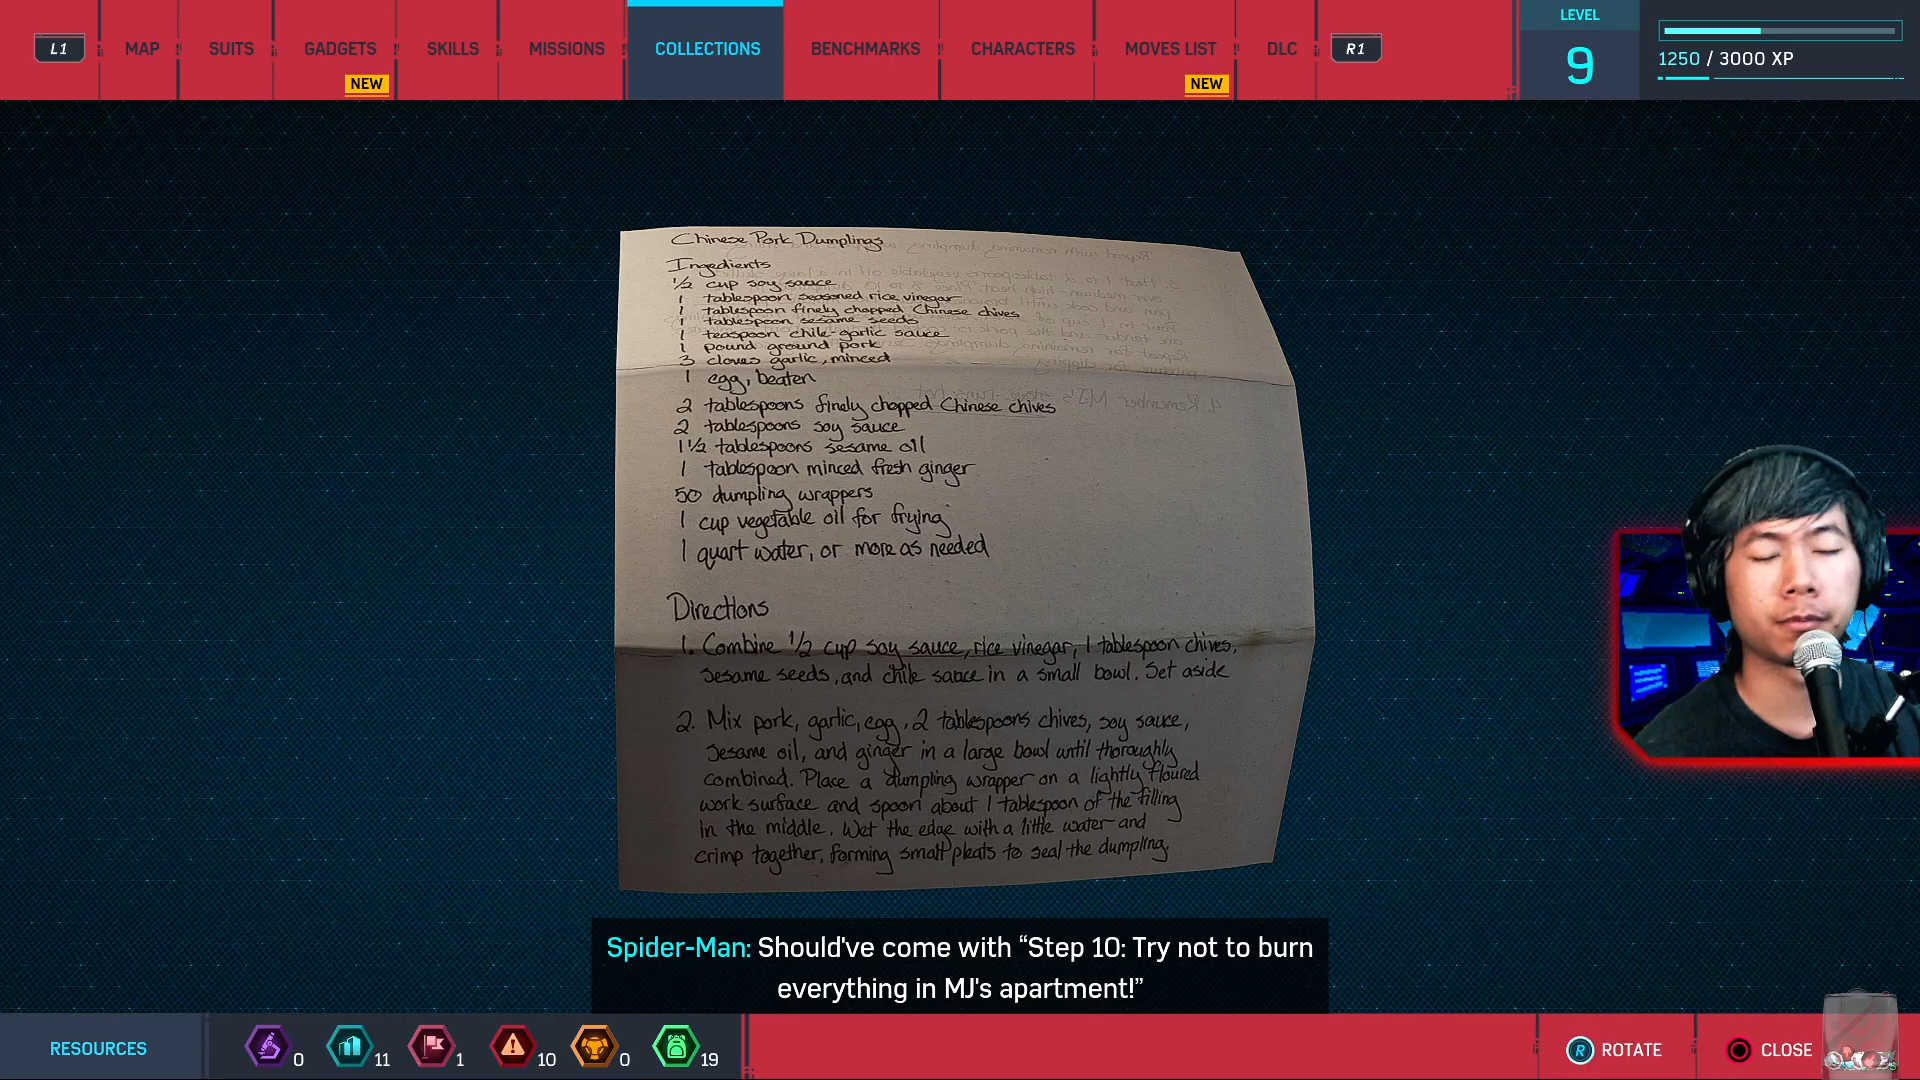 L1
MAP
SUITS
GADGETS
NEW
SKILLS
MISSIONS
COLLECTIONS
BENCHMARKS
CHARACTERS
MOVES LIST
NEW
DLC
R1
LEVEL
9
1250 / 3000 XP
Chinese Pork Dumplings
Ingedients
1/2 cup soy sauce
1 tablespoon seasoned rice vinegar
1 tablespoon finely chopped Chinese chives
1 tablespoon sesame seeds
1 teaspoon chile-garlic sauce
1 pound ground pork
3 cloves garlic, minced
1 egg, beaten
2 tablespoons finely chopped Chinese chives
2 tablespoons soy sauce
1 1/2 tablespoons sesame oil
1 tablespoon minced fresh ginger
50 dumpling wrappers
1 cup vegetable oil for frying
1 quart water, or more as needed
Directions
1. Combine 1/2 cup soy sauce, rice vinegar, 1 tablespoon chives,
sesame seeds, and chile sauce in a small bowl. Set aside
2. Mix pork, garlic, egg, 2 tablespoons chives, soy sauce,
sesame oil, and ginger in a large bowl until thoroughly
combined. Place a dumpling wrapper on a lightly floured
work surface and spoon about 1 tablespoon of the filling
in the middle. Wet the edge with a little water and
crimp together, forming small pleats to seal the dumpling.
Spider-Man: Should've come with “Step 10: Try not to burn
everything in MJ's apartment!”
RESOURCES
0
11
1
10
0
19
R ROTATE
CLOSE